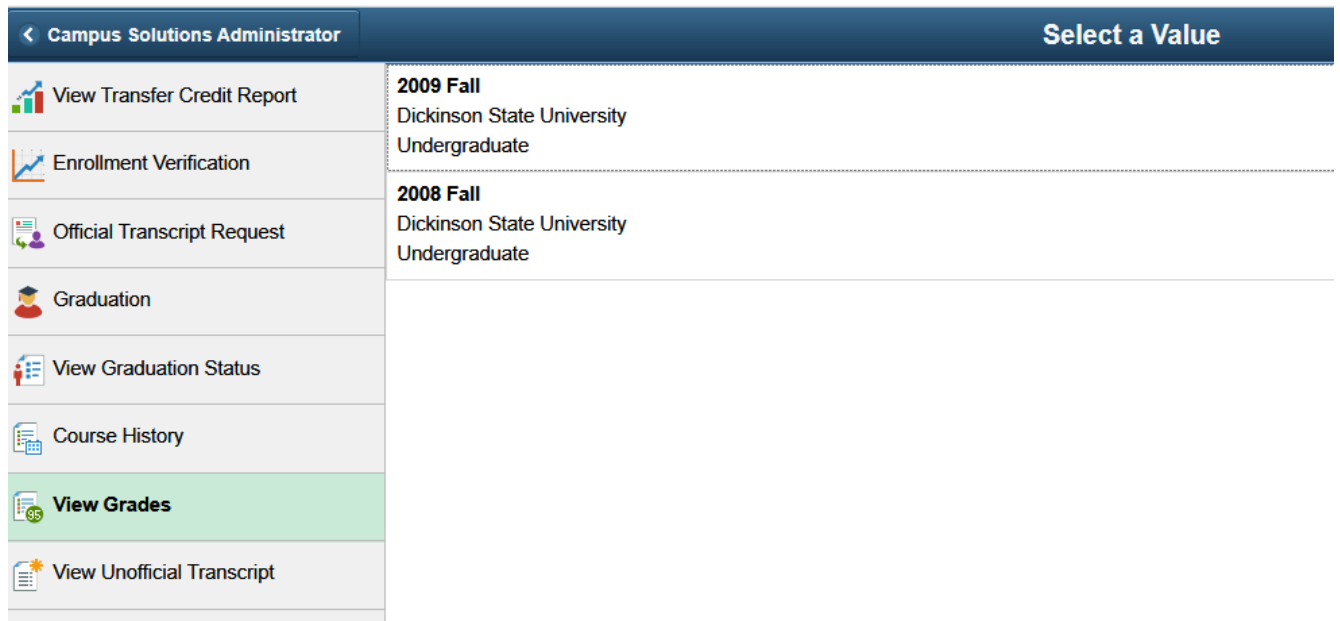 Campus Solutions Administrator
Select a Value
View Transfer Credit Report
Enrollment Verification
Official Transcript Request
Graduation
View Graduation Status
Course History
95
View Grades
View Unofficial Transcript
2009 Fall
Dickinson State University
Undergraduate
2008 Fall
Dickinson State University
Undergraduate